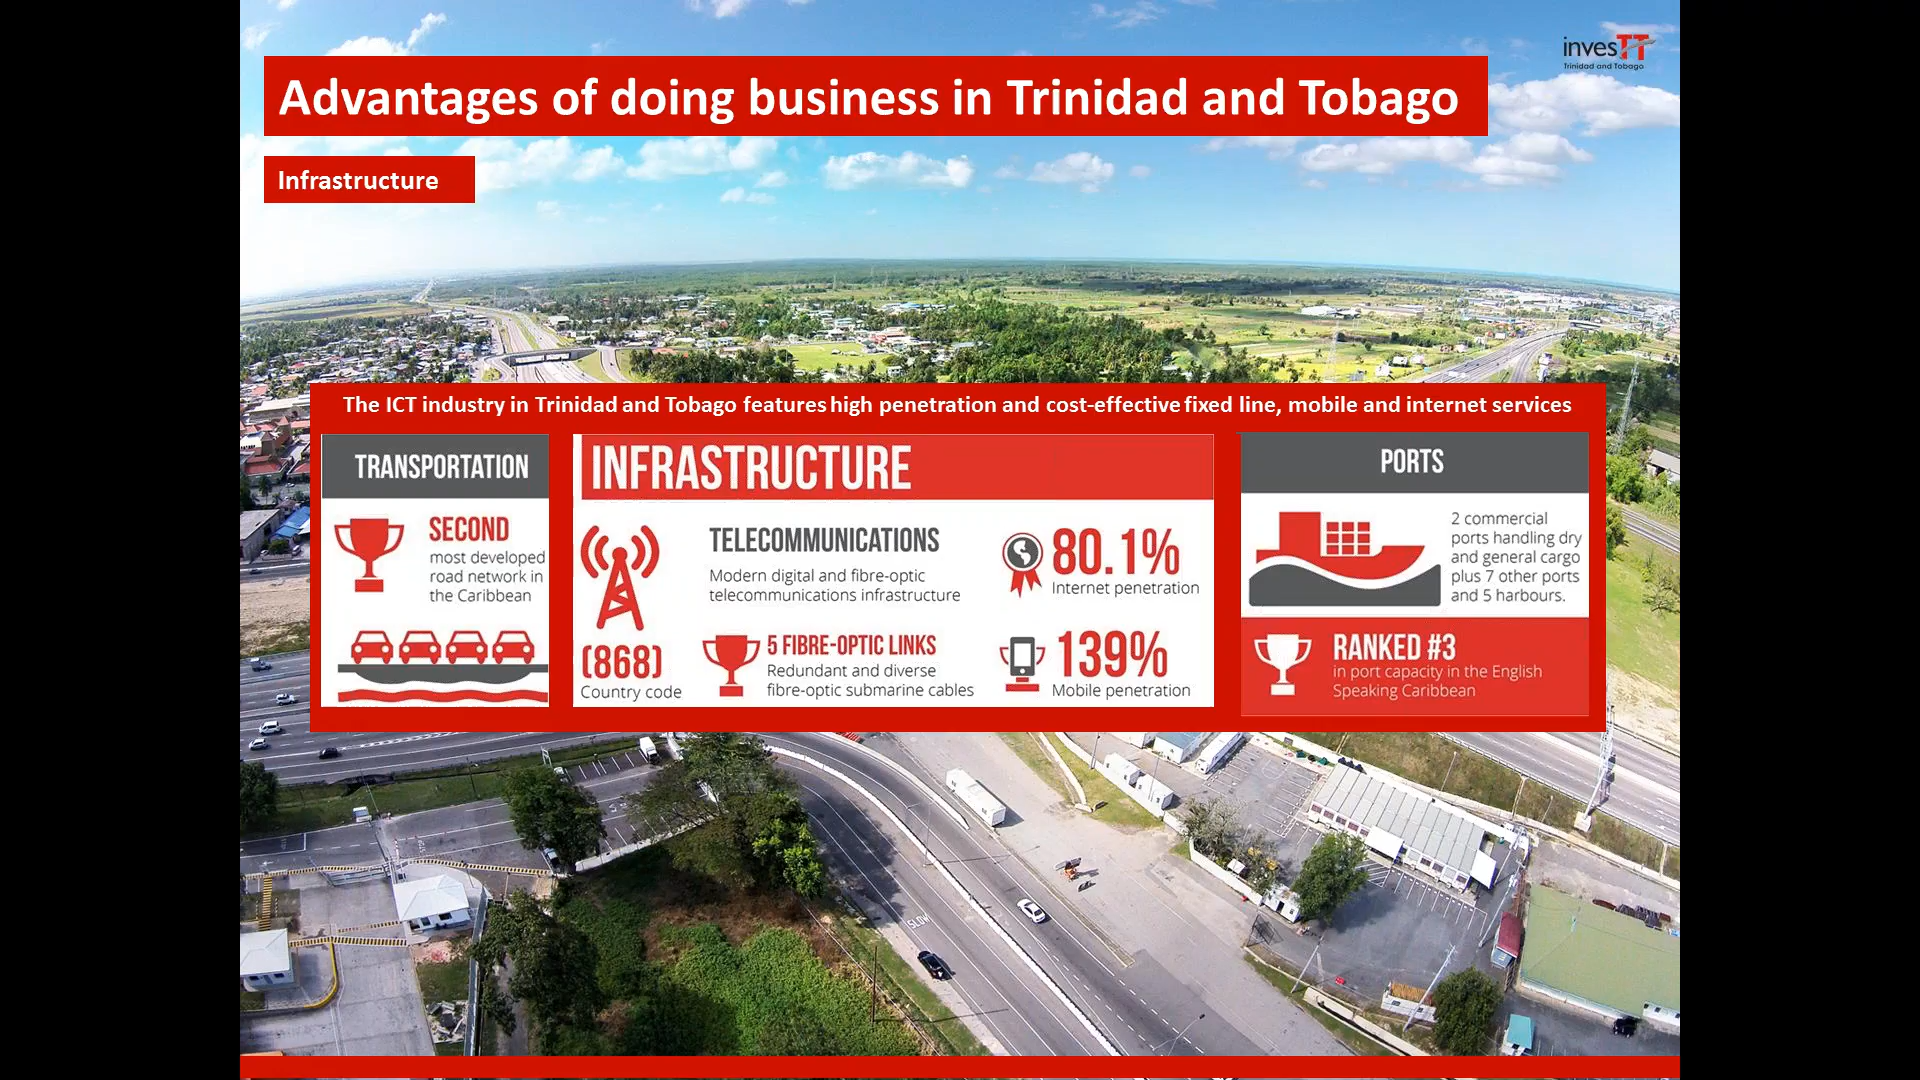 invesTT
Trinidad and Tobago
Advantages of doing business in Trinidad and Tobago
Infrastructure
The ICT industry in Trinidad and Tobago features high penetration and cost-effective fixed line, mobile and internet services
TRANSPORTATION
SECOND
most developed
road network in
the Caribbean
INFRASTRUCTURE
(868)
Country code
TELECOMMUNICATIONS
Modern digital and fibre-optic
telecommunications infrastructure
5 FIBRE-OPTIC LINKS
Redundant and diverse
fibre-optic submarine cables
80.1%
Internet penetration
139%
Mobile penetration
PORTS
2 commercial
ports handling dry
and general cargo
plus 7 other ports
and 5 harbours.
RANKED #3
in port capacity in the English
Speaking Caribbean
SLOW